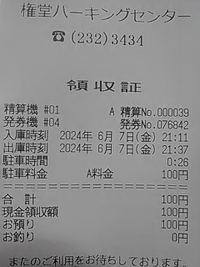 権堂パーキングセンター
☎(232)3434
領収証
精算機 #01 A 精算No.000039
発券機 #04 発券No.076842
入庫時刻 2024年 6月 7日(金) 21:11
出庫時刻 2024年 6月 7日(金) 21:37
駐車時間 0:26
駐車料金 A料金 100円
合 計 100円
現金領収額 100円
お預り 100円
お釣り 0円
またのご利用をお待ちしております。